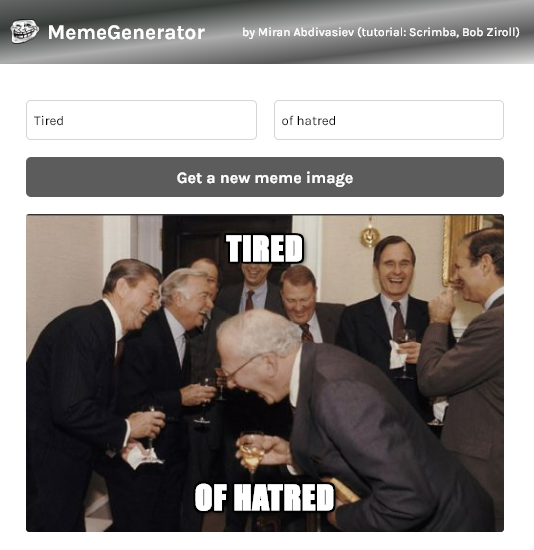 MemeGenerator
by Miran Abdivasiev (tutorial: Scrimba, Bob Ziroll)
Tired
of hatred
Get a new meme image
TIRED
OF HATRED